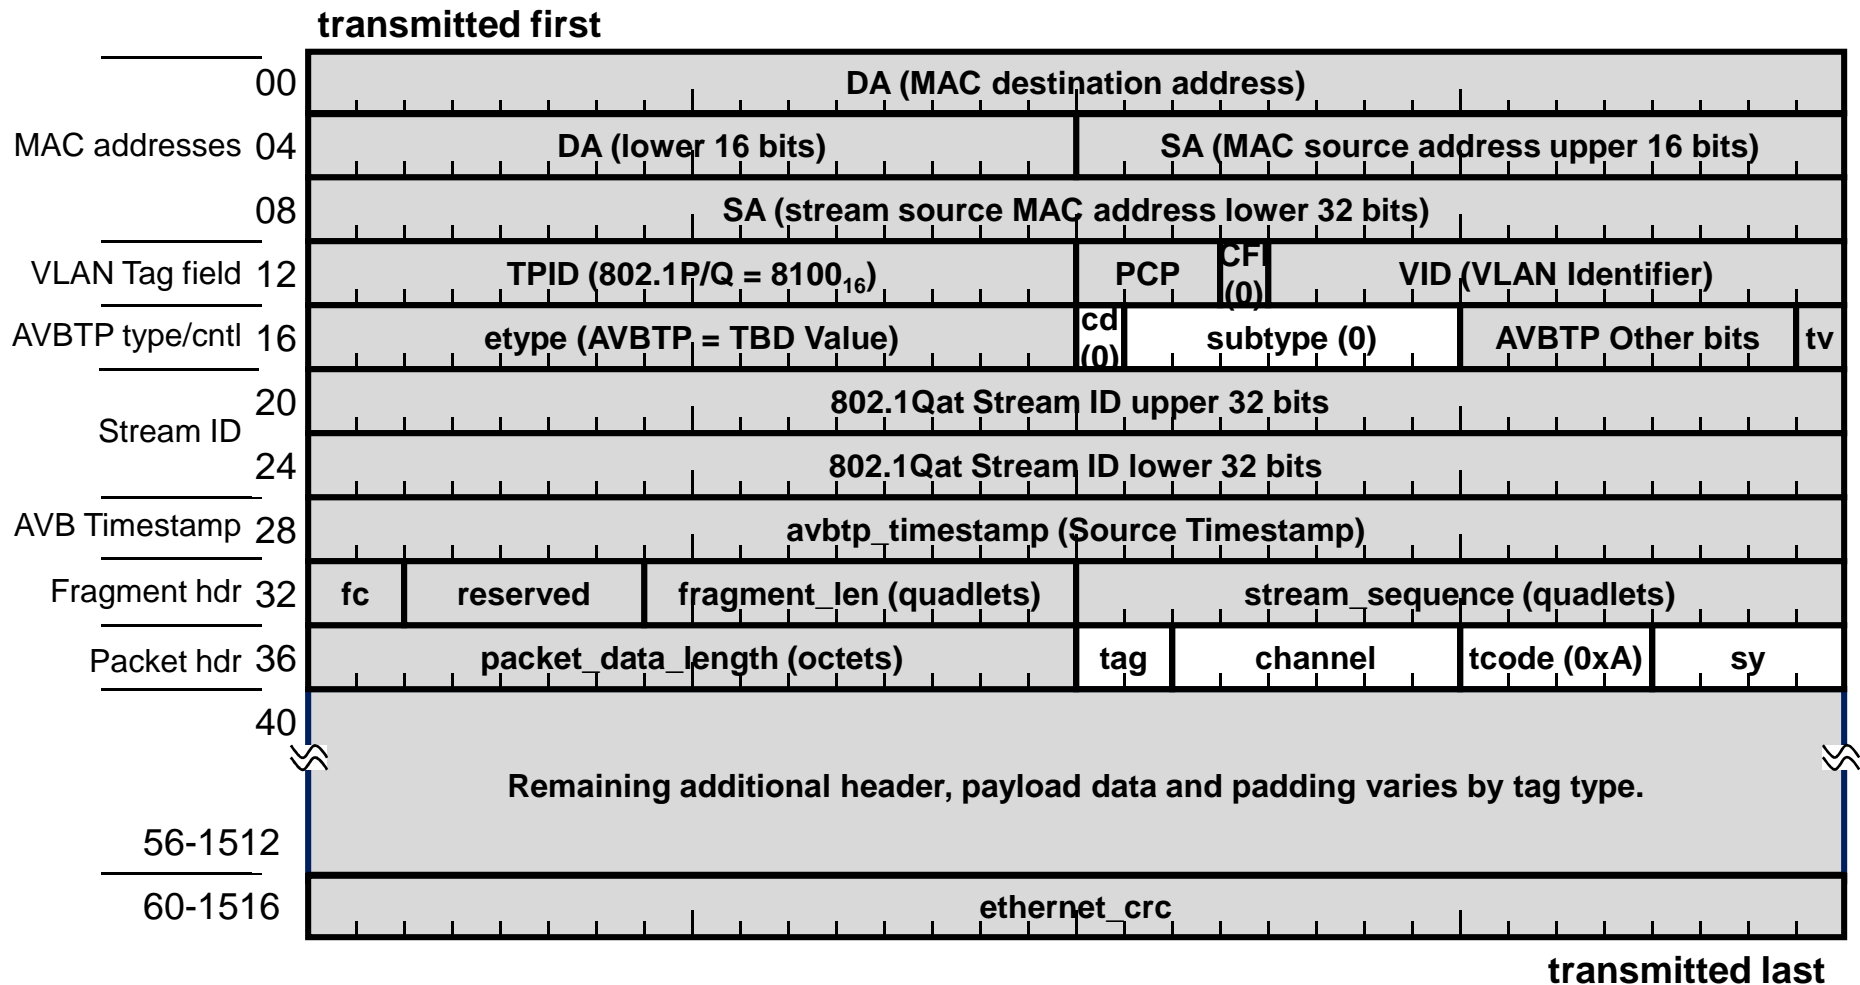 transmitted first
00 DA (MAC destination address)
MAC addresses 04 DA (lower 16 bits) SA (MAC source address upper 16 bits)
08 SA (stream source MAC address lower 32 bits)
VLAN Tag field 12 TPID (802.1P/Q = 8100₁₆) PCP CFI (0) VID (VLAN Identifier)
AVBTP type/cntl 16 etype (AVBTP = TBD Value) cd (0) subtype (0) AVBTP Other bits tv
20 802.1Qat Stream ID upper 32 bits
Stream ID
24 802.1Qat Stream ID lower 32 bits
AVB Timestamp 28 avbtp_timestamp (Source Timestamp)
Fragment hdr 32 fc reserved fragment_len (quadlets) stream_sequence (quadlets)
Packet hdr 36 packet_data_length (octets) tag channel tcode (0xA) sy
40
Remaining additional header, payload data and padding varies by tag type.
56-1512
60-1516 ethernet_crc
transmitted last